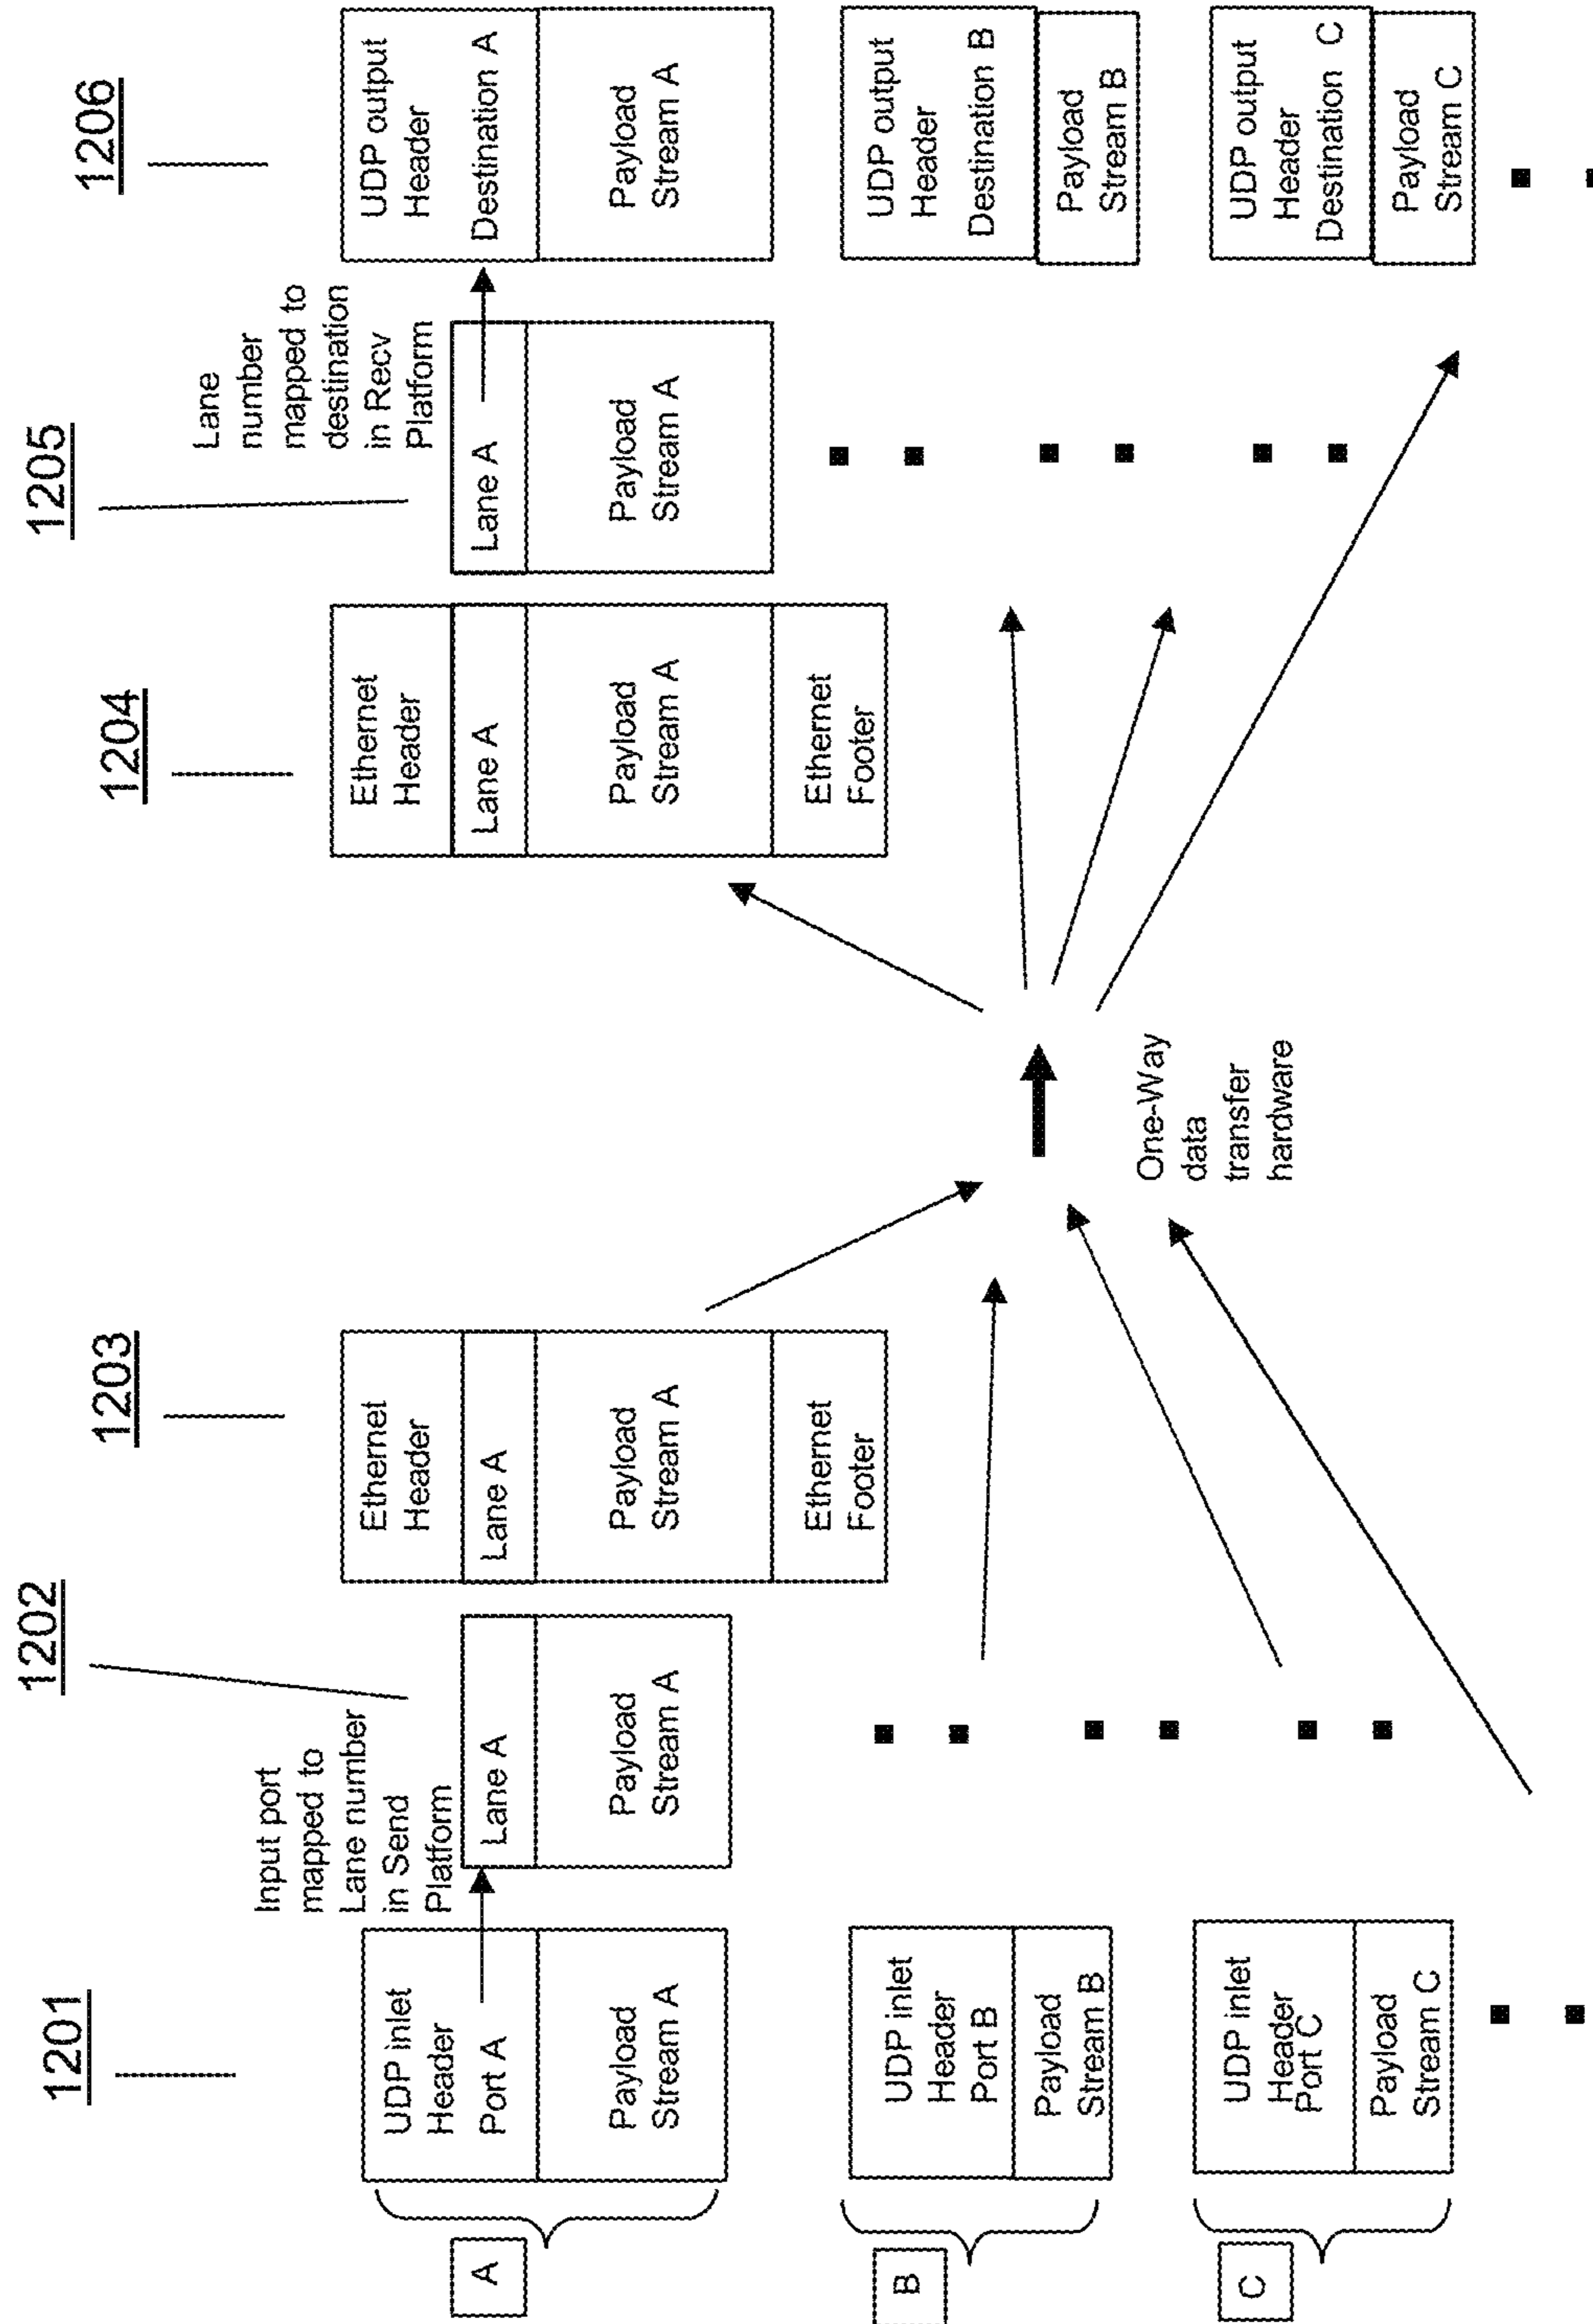 1201
1202
1203
1204
1205
1206
A
UDP inlet
Header
Port A
Payload
Stream A
Input port
mapped to
Lane number
in Send
Platform
Lane A
Payload
Stream A
Ethernet
Header
Lane A
Payload
Stream A
Ethernet
Footer
Ethernet
Header
Lane A
Payload
Stream A
Ethernet
Footer
Lane
number
mapped to
destination
in Recv
Platform
Lane A
Payload
Stream A
UDP output
Header
Destination A
Payload
Stream A
B
UDP inlet
Header
Port B
Payload
Stream B
One-Way
data
transfer
hardware
UDP output
Header
Destination B
Payload
Stream B
C
UDP inlet
Header
Port C
Payload
Stream C
UDP output
Header
Destination C
Payload
Stream C